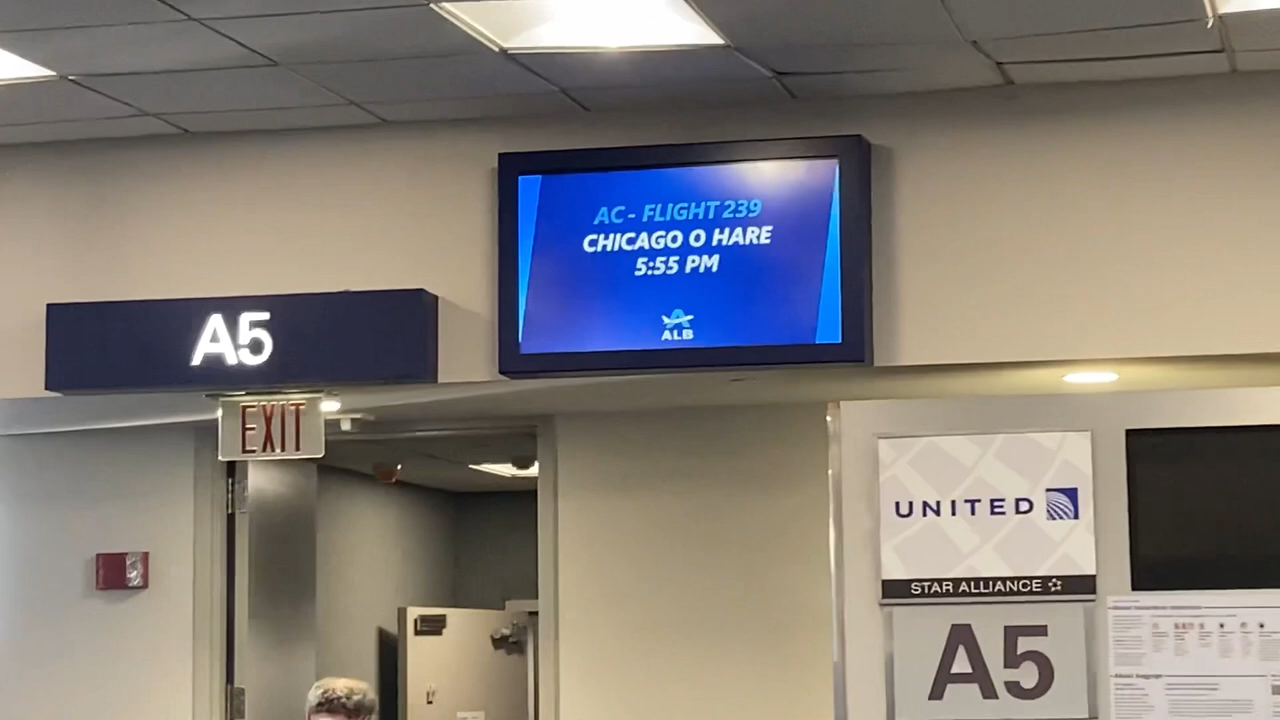 AC- FLIGHT 239
CHICAGO O HARE
5:55 PM
ALB
A5
EXIT
UNITED
STAR ALLIANCE
A5